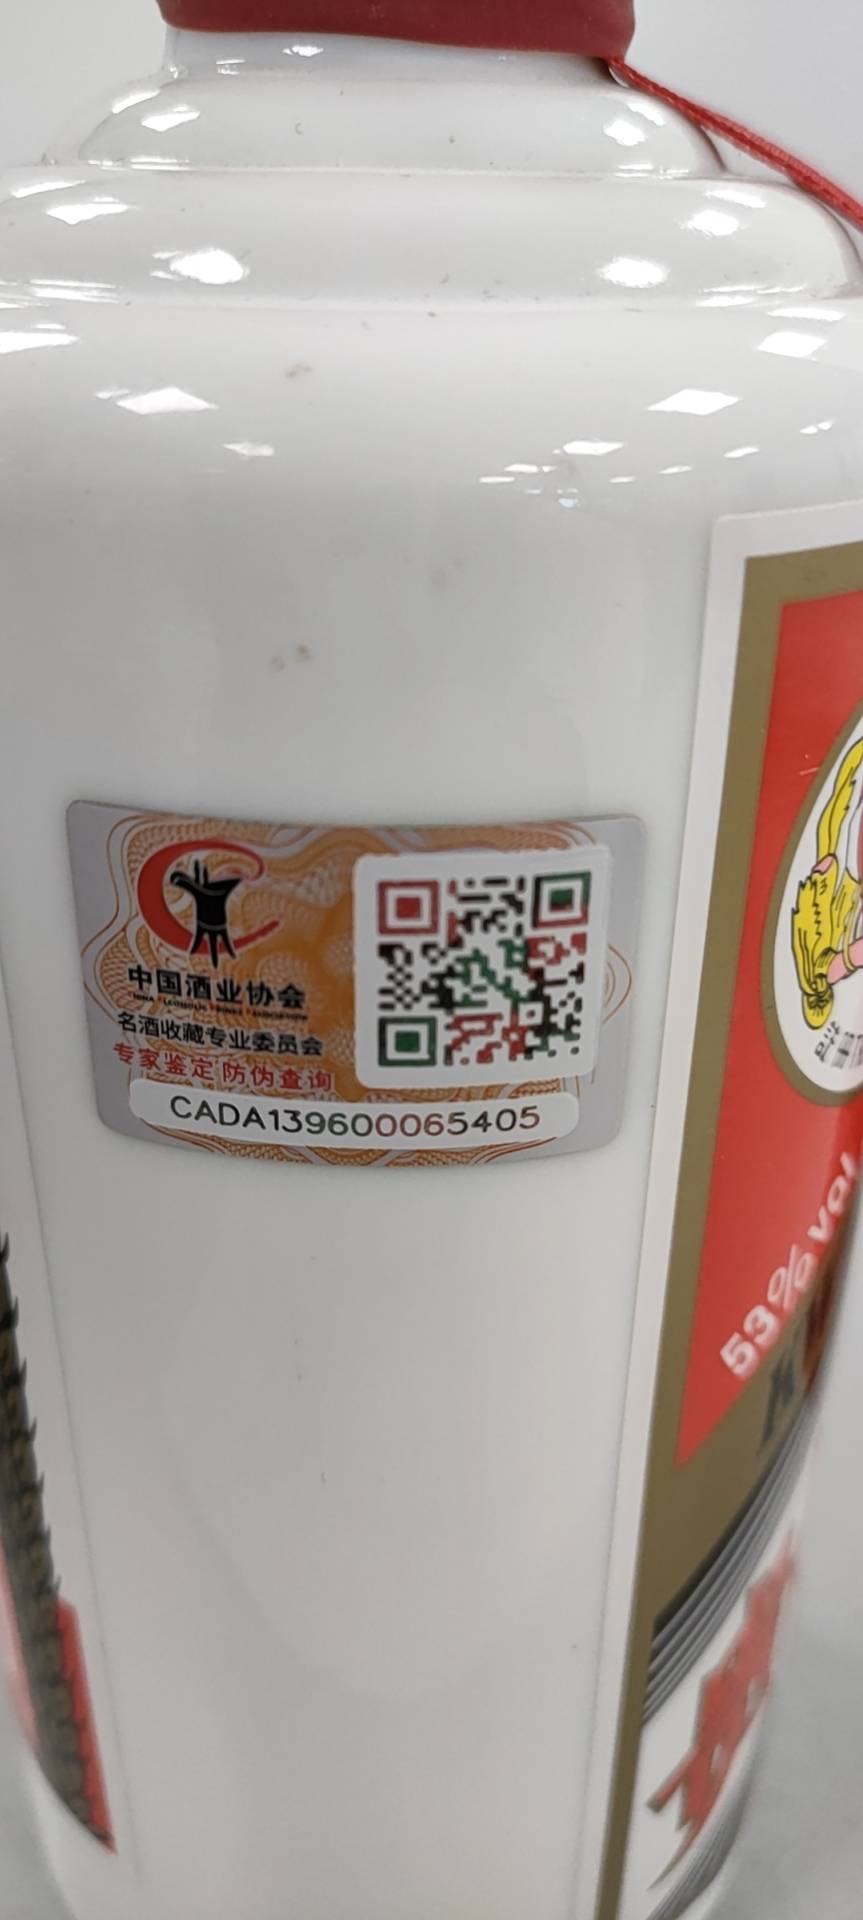 中国酒业协会
名酒收藏专业委员会
专家鉴定 防伪查询
CADA139600065405
53% vol
M